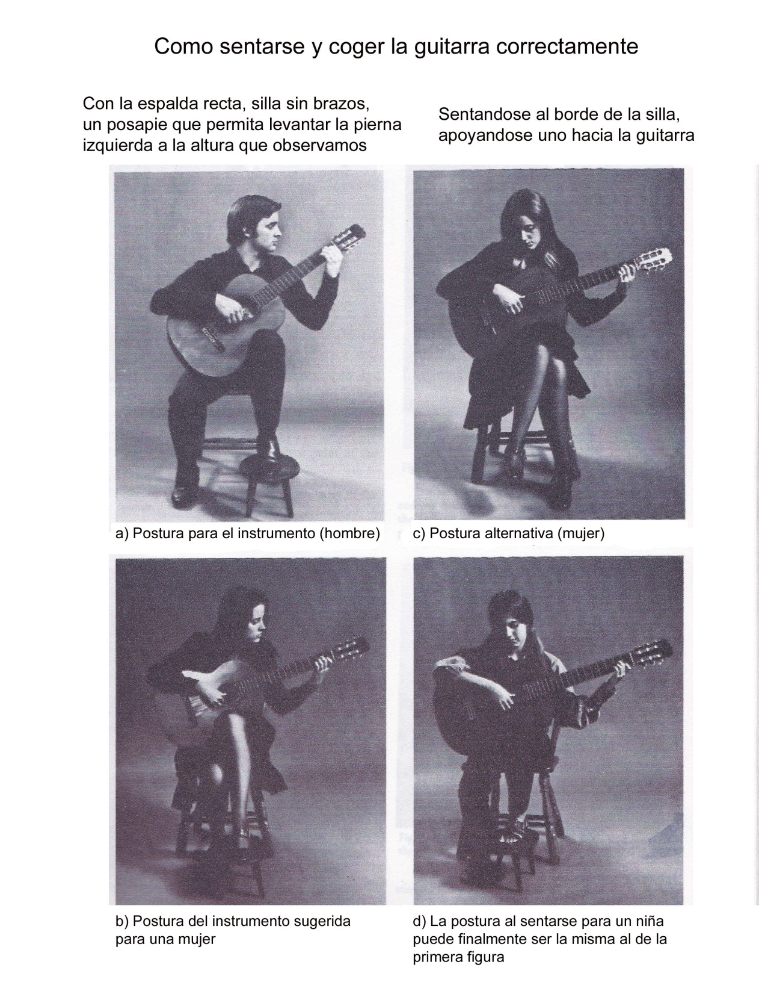 Como sentarse y coger la guitarra correctamente
Con la espalda recta, silla sin brazos,
un posapie que permita levantar la pierna
izquierda a la altura que observamos
Sentandose al borde de la silla,
apoyandose uno hacia la guitarra
a) Postura para el instrumento (hombre)
c) Postura alternativa (mujer)
b) Postura del instrumento sugerida
para una mujer
d) La postura al sentarse para un niña
puede finalmente ser la misma al de la
primera figura